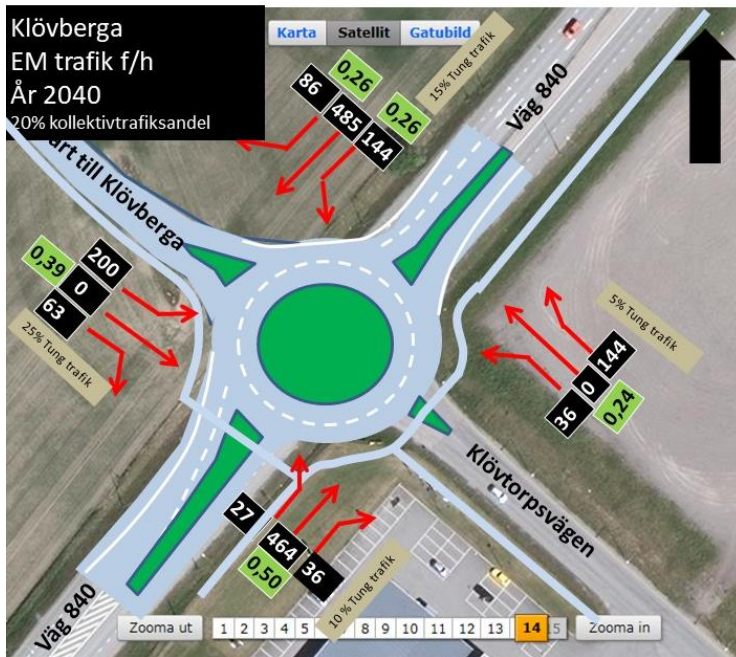 Klövberga
EM trafik f/h
År 2040
20% kollektivtrafiksandel
Karta
Satellit
Gatubild
15% Tung trafik
0,26
0,26
86
485
144
Väg 840
till Klövberga
0,39
200
0
63
25% Tung trafik
5% Tung trafik
144
0
36
0,24
Klövtorpsvägen
27
464
36
0,50
10 % Tung trafik
Väg 840
Zooma ut
1 2 3 4 5 7 8 9 10 11 12 13 14 15
Zooma in